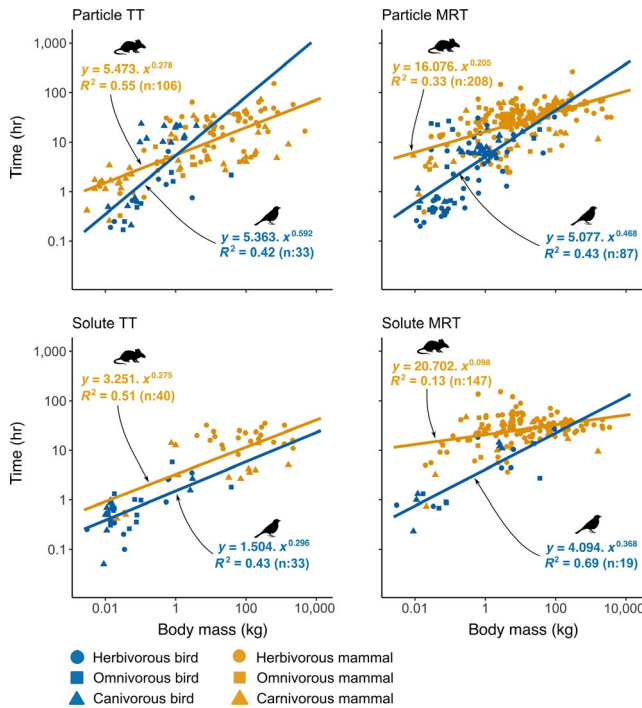 Particle TT
Particle MRT
Time (hr)
1,000
100
10
1
0.1
y = 5.473. x^0.278
R² = 0.55 (n:106)
y = 5.363. x^0.592
R² = 0.42 (n:33)
y = 16.076. x^0.205
R² = 0.33 (n:208)
y = 5.077. x^0.468
R² = 0.43 (n:87)
Solute TT
Solute MRT
Time (hr)
1,000
100
10
1
0.1
y = 3.251. x^0.275
R² = 0.51 (n:40)
y = 1.504. x^0.296
R² = 0.43 (n:33)
y = 20.702. x^0.098
R² = 0.13 (n:147)
y = 4.094. x^0.368
R² = 0.69 (n:19)
0.01 1 100 10,000
0.01 1 100 10,000
Body mass (kg)
Body mass (kg)
Herbivorous bird
Omnivorous bird
Canivorous bird
Herbivorous mammal
Omnivorous mammal
Carnivorous mammal